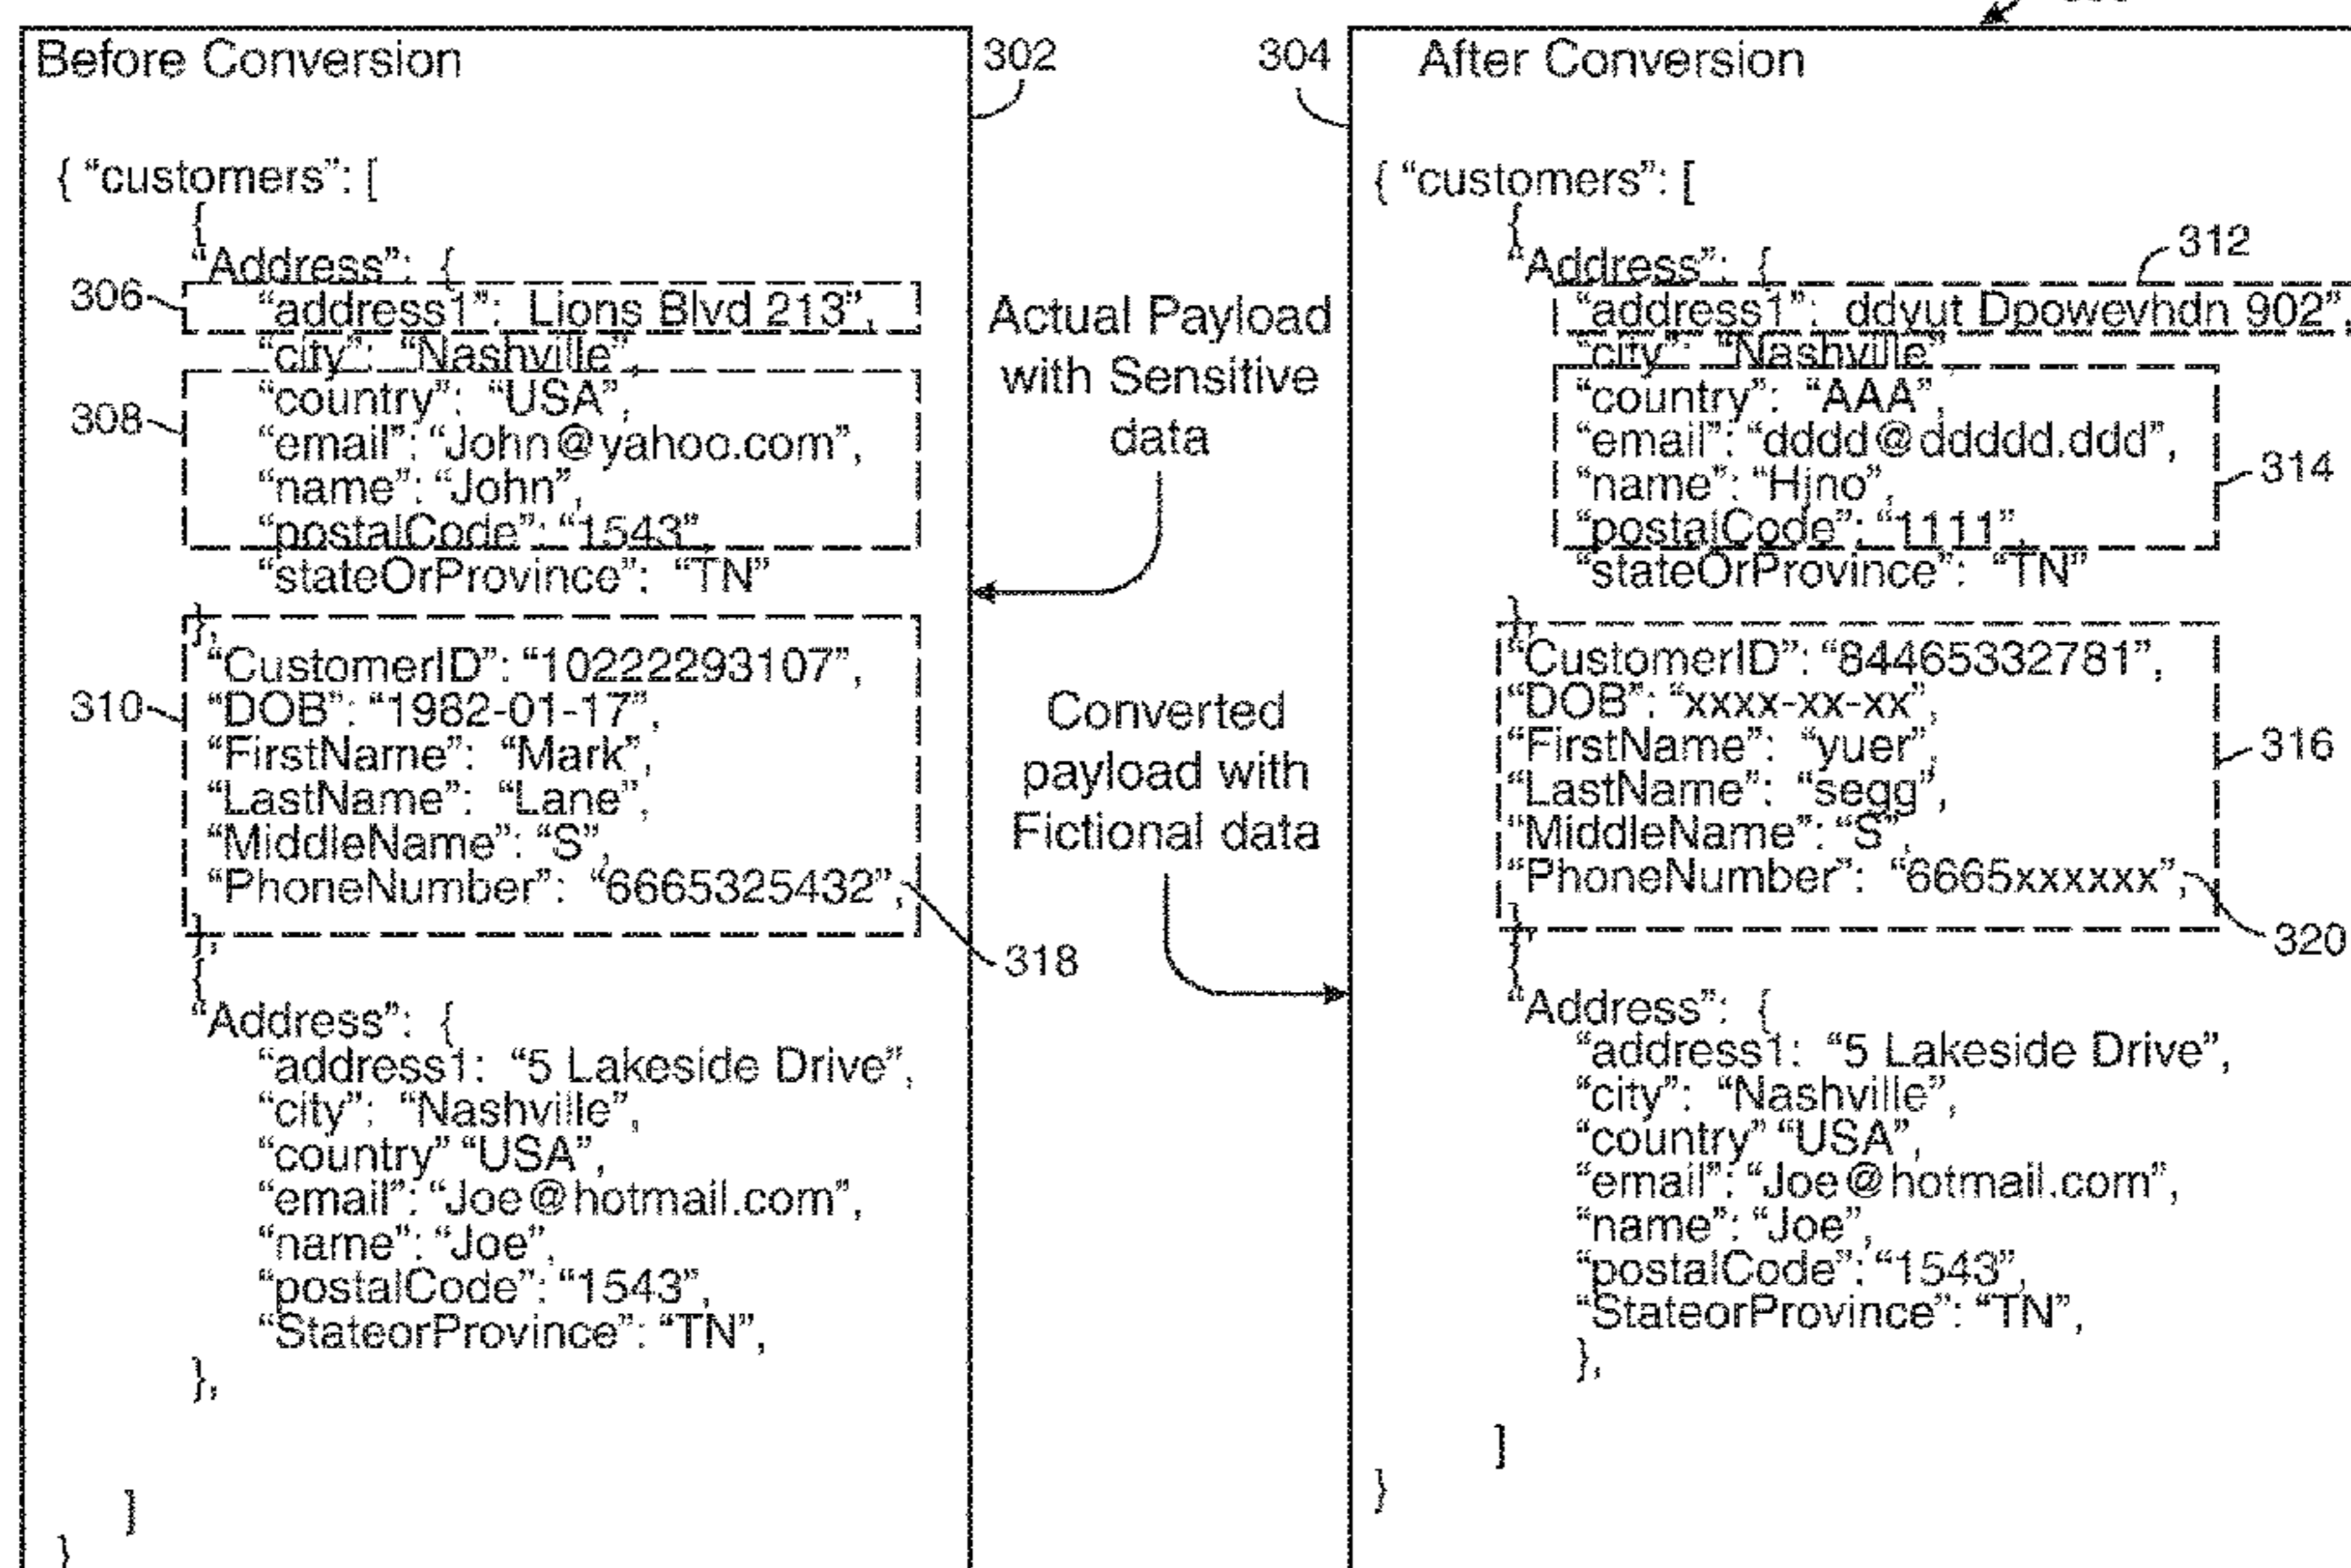 Before Conversion
302
{ “customers”: [
{
“Address”: {
306
“address1”: Lions Blvd 213”,
“city”: “Nashville”,
308
“country”: “USA”,
“email”: “John@yahoo.com”,
“name”: “John”,
“postalCode”: “1543”,
“stateOrProvince”: “TN”
},
310
“CustomerID”: “10222293107”,
“DOB”: “1982-01-17”,
“FirstName”: “Mark”,
“LastName”: “Lane”,
“MiddleName”: “S”,
“PhoneNumber”: “6665325432”,
318
},
{
“Address”: {
“address1: “5 Lakeside Drive”,
“city”: “Nashville”,
“country” “USA”,
“email”: “Joe@hotmail.com”,
“name”: “Joe”,
“postalCode”: “1543”,
“StateorProvince”: “TN”,
},
]
}
Actual Payload
with Sensitive
data
Converted
payload with
Fictional data
304
After Conversion
{ “customers”: [
{
“Address”: {
312
“address1”: ddyut Dpowevhdn 902”,
“city”: “Nashville”,
“country”: “AAA”,
“email”: “dddd@ddddd.ddd”,
314
“name”: “Hjno”,
“postalCode”: “1111”,
“stateOrProvince”: “TN”
},
“CustomerID”: “84465332781”,
“DOB”: “xxxx-xx-xx”,
“FirstName”: “yuer”,
316
“LastName”: “segg”,
“MiddleName”: “S”,
“PhoneNumber”: “6665xxxxxx”,
320
},
{
“Address”: {
“address1: “5 Lakeside Drive”,
“city”: “Nashville”,
“country” “USA”,
“email”: “Joe@hotmail.com”,
“name”: “Joe”,
“postalCode”: “1543”,
“StateorProvince”: “TN”,
},
]
}